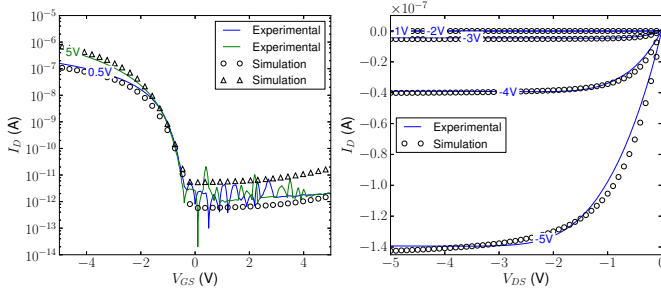 10⁻⁵
10⁻⁶
10⁻⁷
10⁻⁸
10⁻⁹
10⁻¹⁰
10⁻¹¹
10⁻¹²
10⁻¹³
10⁻¹⁴
I_D (A)
5V
0.5V
Experimental
Experimental
Simulation
Simulation
−4 −2 0 2 4
V_GS (V)
×10⁻⁷
0.0
−0.2
−0.4
−0.6
−0.8
−1.0
−1.2
−1.4
I_D (A)
-1V -2V
-3V
-4V
Experimental
Simulation
-5V
−5 −4 −3 −2 −1 0
V_DS (V)